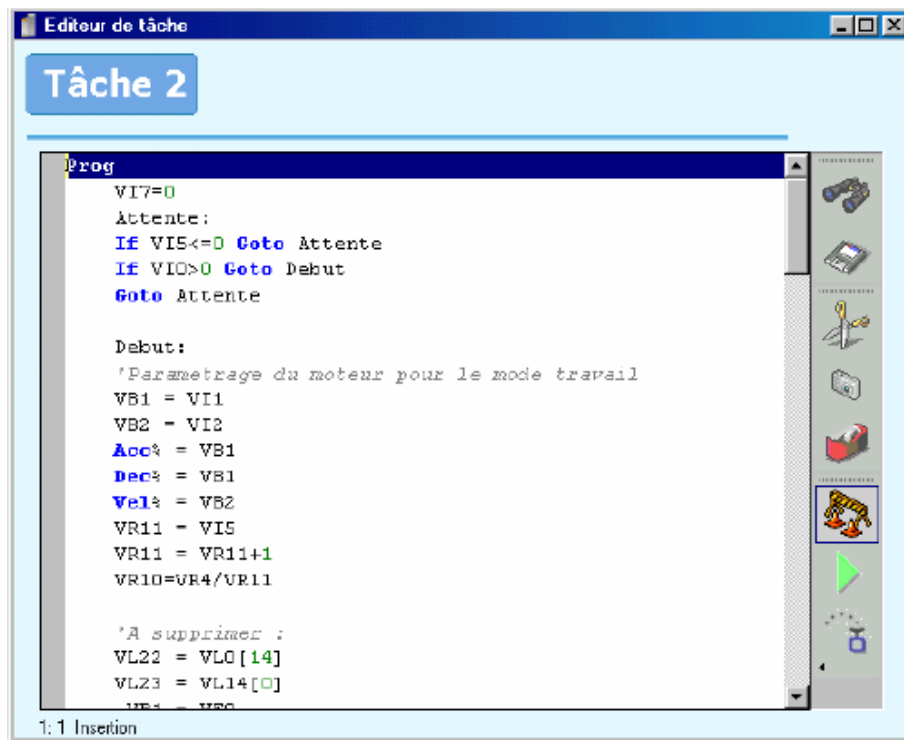 Editeur de tâche
Tâche 2
Prog
VI7=0
Attente:
If VI5<=0 Goto Attente
If VI0>0 Goto Debut
Goto Attente
Debut:
'Parametrage du moteur pour le mode travail
VB1 = VI1
VB2 = VI2
Acc% = VB1
Dec% = VB1
Vel% = VB2
VR11 = VI5
VR11 = VR11+1
VR10=VR4/VR11
'A supprimer :
VL22 = VL0[14]
VL23 = VL14[0]
1: 1 Insertion